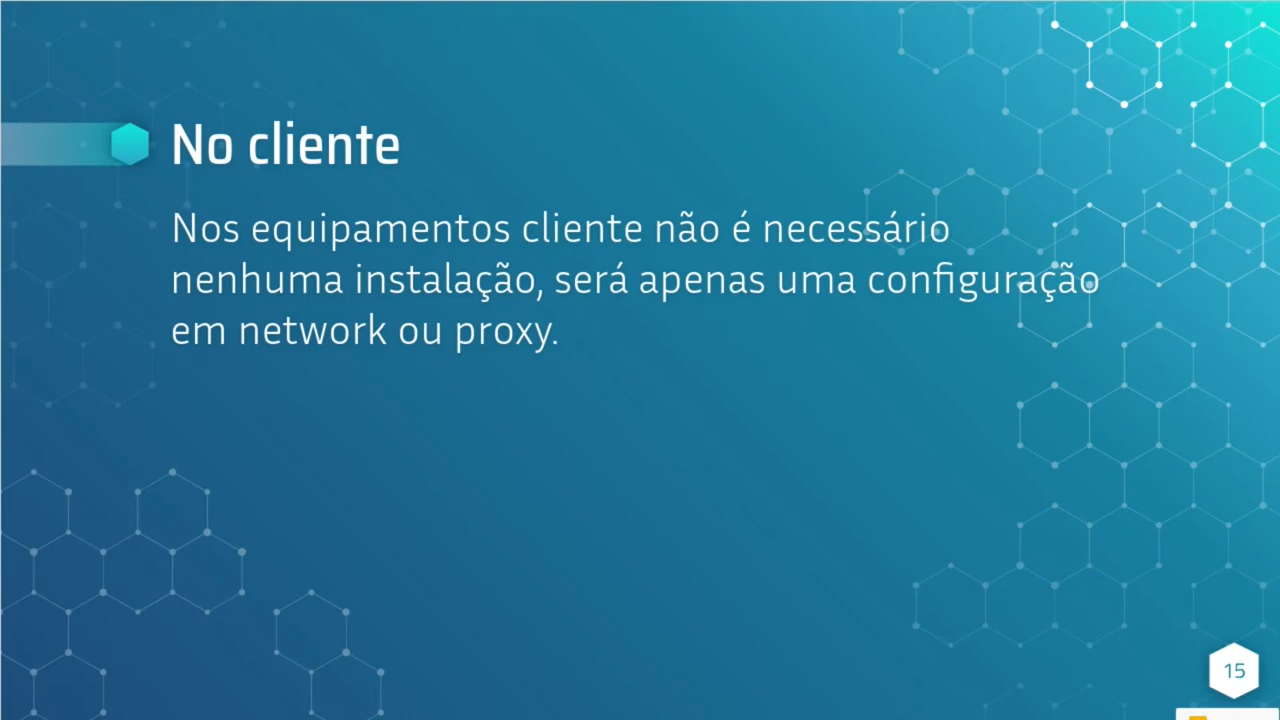 No cliente
Nos equipamentos cliente não é necessário
nenhuma instalação, será apenas uma configuração
em network ou proxy.
15